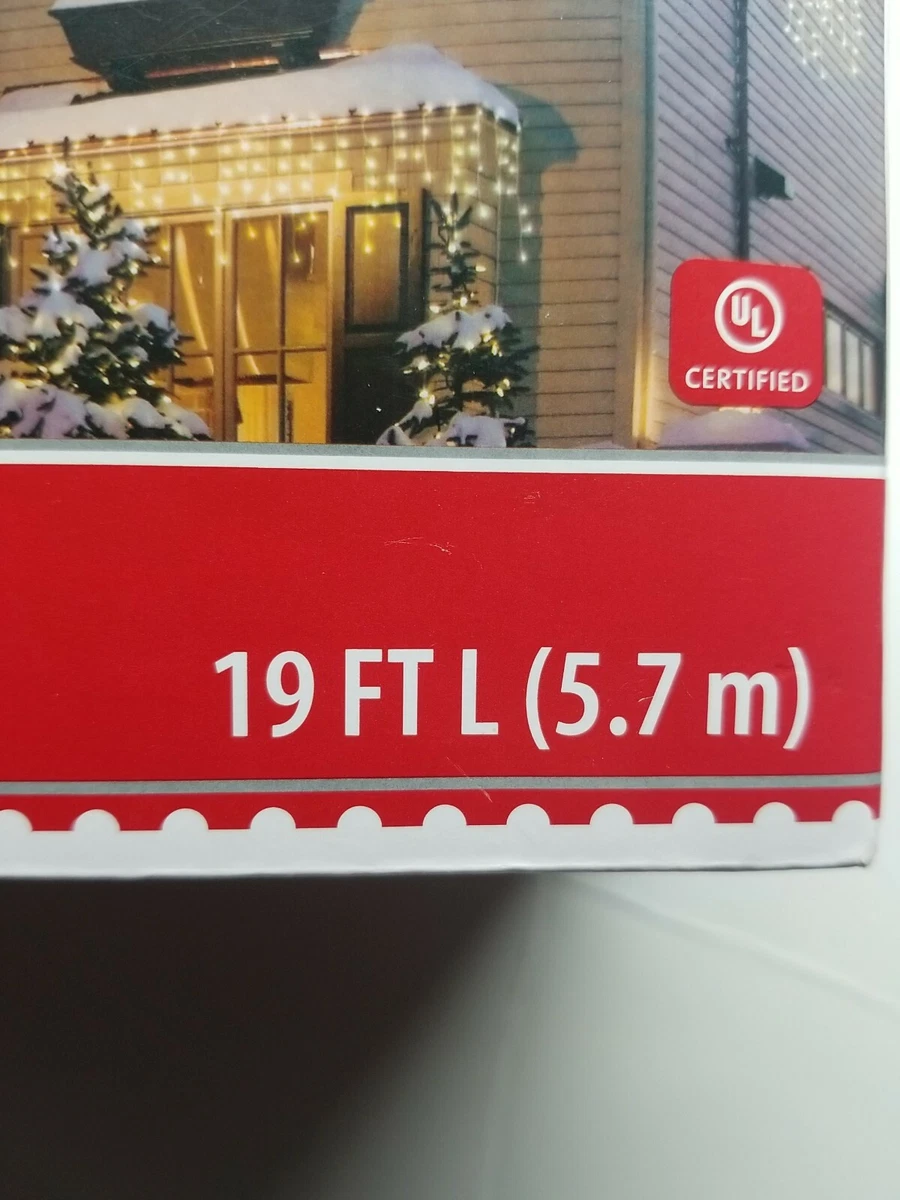 UL
CERTIFIED
19 FT L (5.7 m)